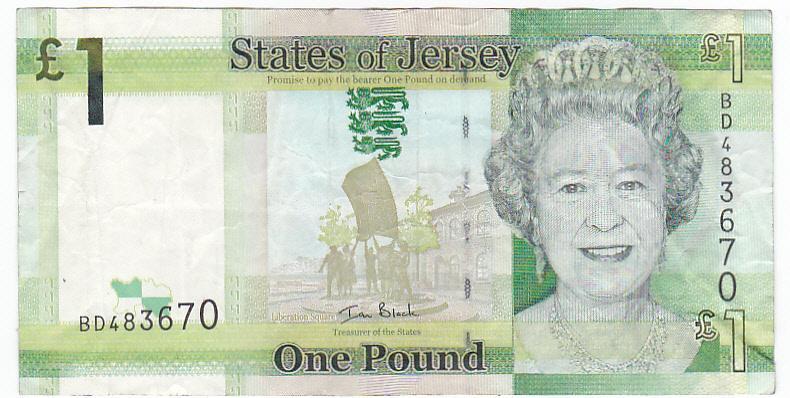 £1
States of Jersey
Promise to pay the bearer One Pound on demand
£1
BD483670
BD483670
Liberation Square
Ian Black
Treasurer of the States
£1
One Pound